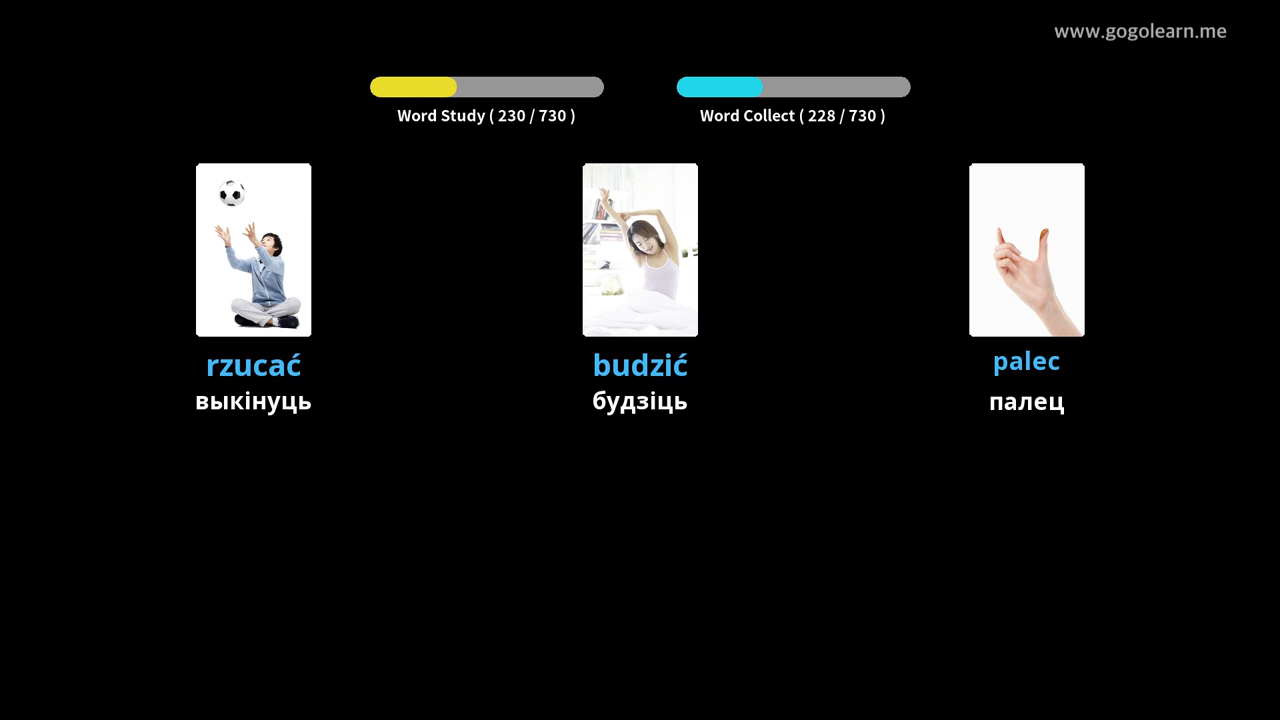 www.gogolearn.me
Word Study ( 230 / 730 )
Word Collect ( 228 / 730 )
rzucać
выкінуць
budzić
будзіць
palec
палец